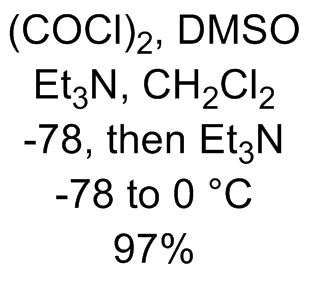 (COCl)₂, DMSO
Et₃N, CH₂Cl₂
-78, then Et₃N
-78 to 0 °C
97%